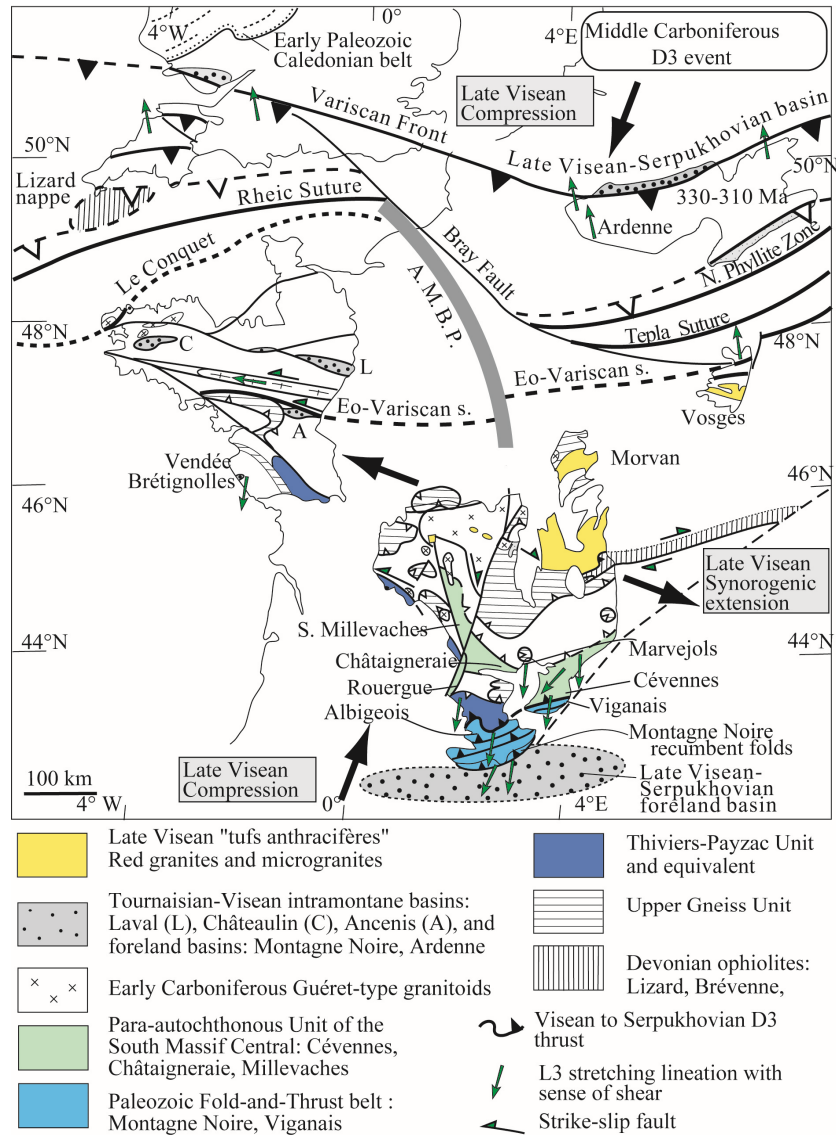 4°W
0°
4°E
Early Paleozoic
Caledonian belt
Middle Carboniferous
D3 event
Late Visean
Compression
Variscan Front
Late Visean-Serpukhovian basin
50°N
50°N
330-310 Ma
Lizard
nappe
Rheic Suture
Ardenne
N. Phyllite Zone
Le Conquet
Bray Fault
A.M.B.P.
Tepla Suture
48°N
48°N
C
L
Eo-Variscan s.
Eo-Variscan s.
A
Vosges
Vendée
Brétignolles
Morvan
46°N
46°N
Late Visean
Synorogenic
extension
44°N
44°N
S. Millevaches
Marvejols
Châtaigneraie
Cévennes
Rouergue
Viganais
Albigeois
Montagne Noire
recumbent folds
Late Visean
Compression
Late Visean-
Serpukhovian
foreland basin
100 km
4° W
0°
4°E
Late Visean "tufs anthracifères"
Red granites and microgranites
Tournaisian-Visean intramontane basins:
Laval (L), Châteaulin (C), Ancenis (A), and
foreland basins: Montagne Noire, Ardenne
Early Carboniferous Guéret-type granitoids
Para-autochthonous Unit of the
South Massif Central: Cévennes,
Châtaigneraie, Millevaches
Paleozoic Fold-and-Thrust belt :
Montagne Noire, Viganais
Thiviers-Payzac Unit
and equivalent
Upper Gneiss Unit
Devonian ophiolites:
Lizard, Brévenne,
Visean to Serpukhovian D3
thrust
L3 stretching lineation with
sense of shear
Strike-slip fault